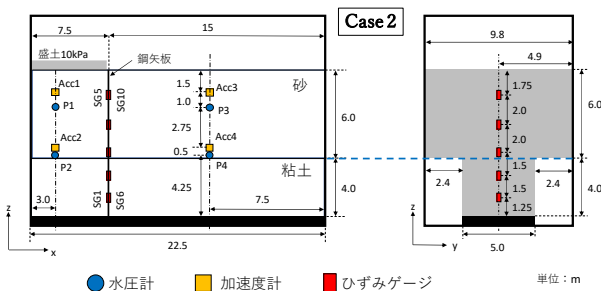 Case 2
7.5
15
盛土10kPa
鋼矢板
Acc1
P1
SG5
SG10
1.5
1.0
Acc3
P3
砂
6.0
2.75
Acc2
P2
Acc4
0.5
P4
粘土
3.0
SG1
SG6
4.25
7.5
4.0
z
x
22.5
9.8
4.9
1.75
2.0
2.0
6.0
1.5
1.5
1.25
2.4
2.4
4.0
z
y
5.0
水圧計
加速度計
ひずみゲージ
単位：m